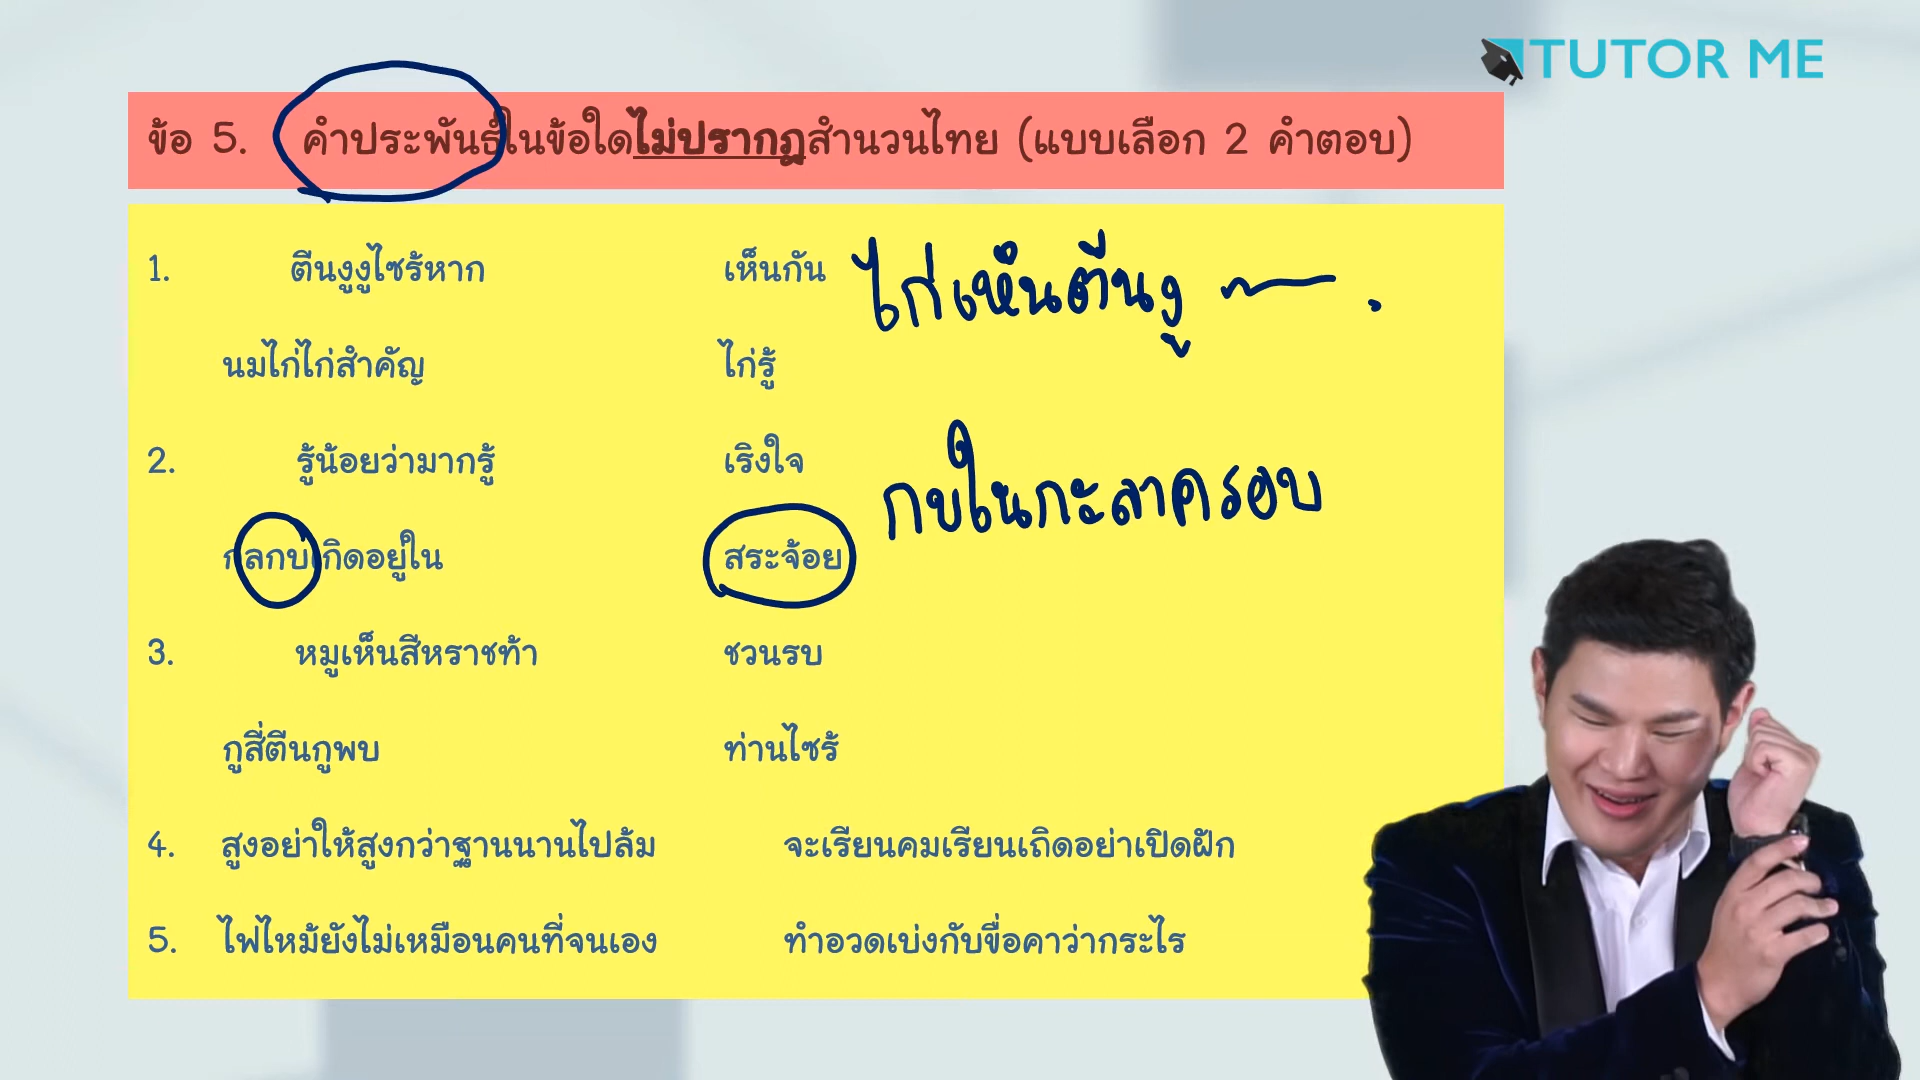 TUTOR ME
ข้อ 5. คำประพันธ์ในข้อใดไม่ปรากฏสำนวนไทย (แบบเลือก 2 คำตอบ)
1. ตีนงูงูไซร้หาก เห็นกัน
ไก่เห็นตีนงู
นมไก่ไก่สำคัญ ไก่รู้
2. รู้น้อยว่ามากรู้ เริงใจ
กบในกะลาครอบ
กลกบเกิดอยู่ใน สระจ้อย
3. หมูเห็นสีหราชท้า ชวนรบ
กูสี่ตีนกูพบ ท่านไซร้
4. สูงอย่าให้สูงกว่าฐานนานไปล้ม จะเรียนคมเรียนเถิดอย่าเปิดฝัก
5. ไฟไหม้ยังไม่เหมือนคนที่จนเอง ทำอวดเบ่งกับขื่อคาว่ากระไร